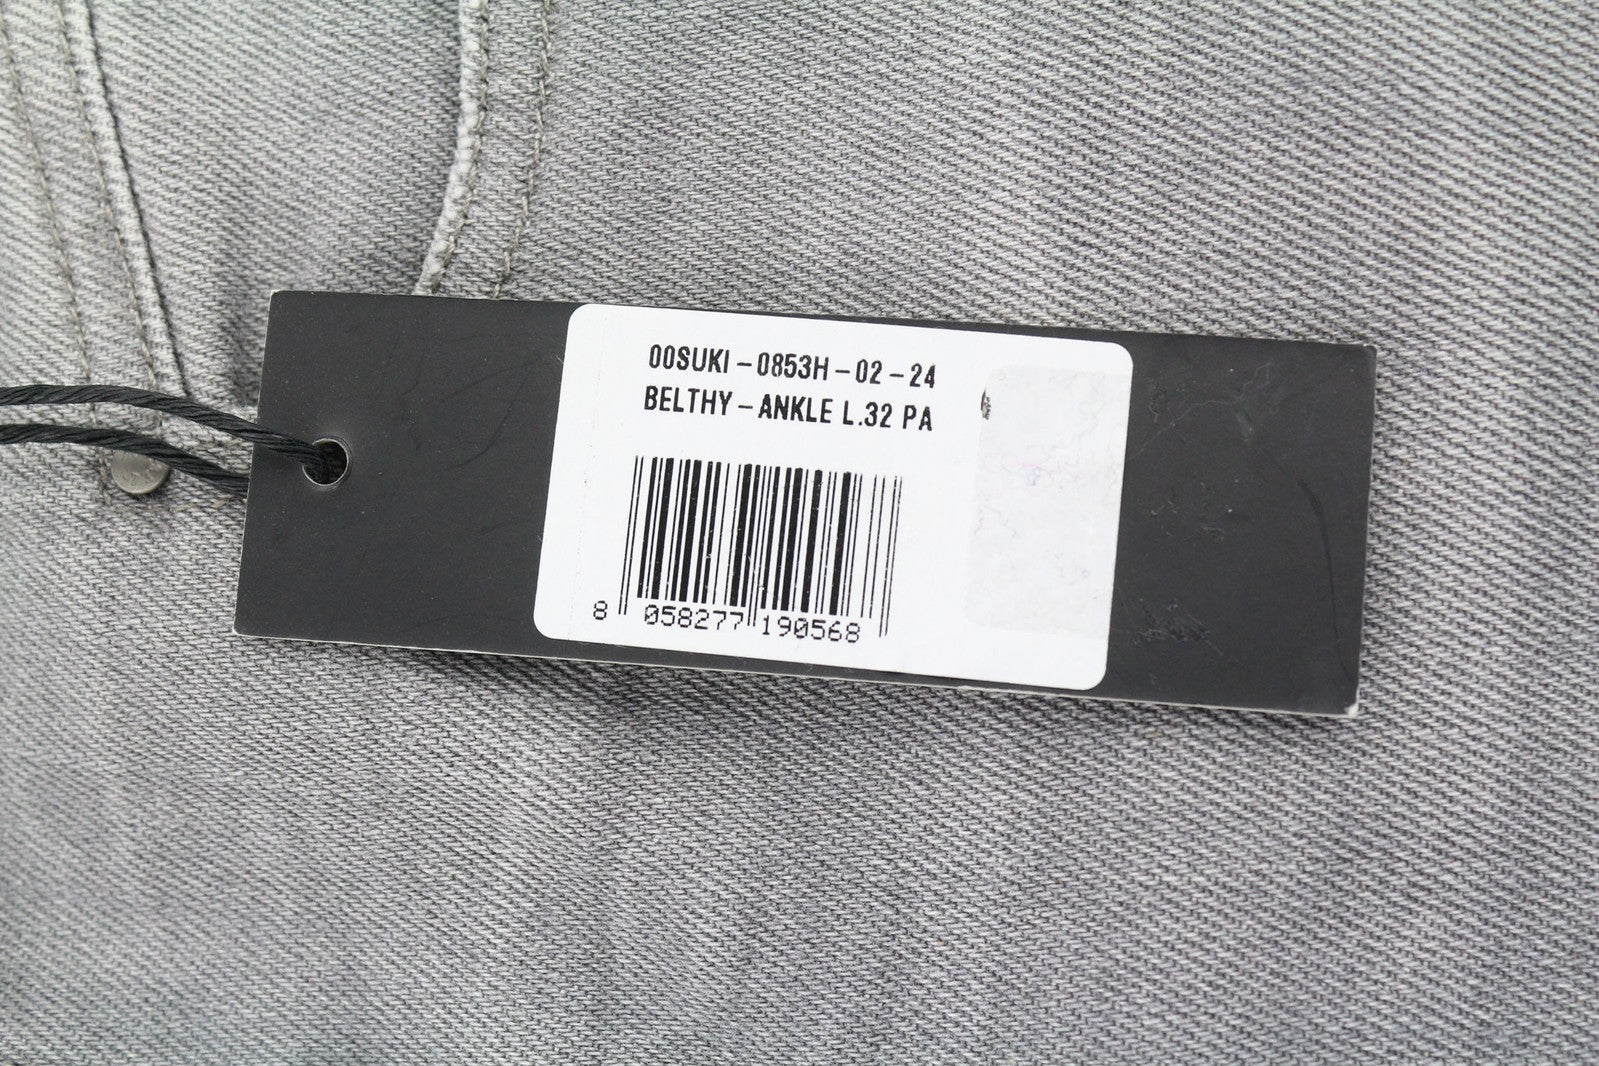 00SUKI-0853H-02-24
BELTHY-ANKLE L.32 PA
8 058277 190568